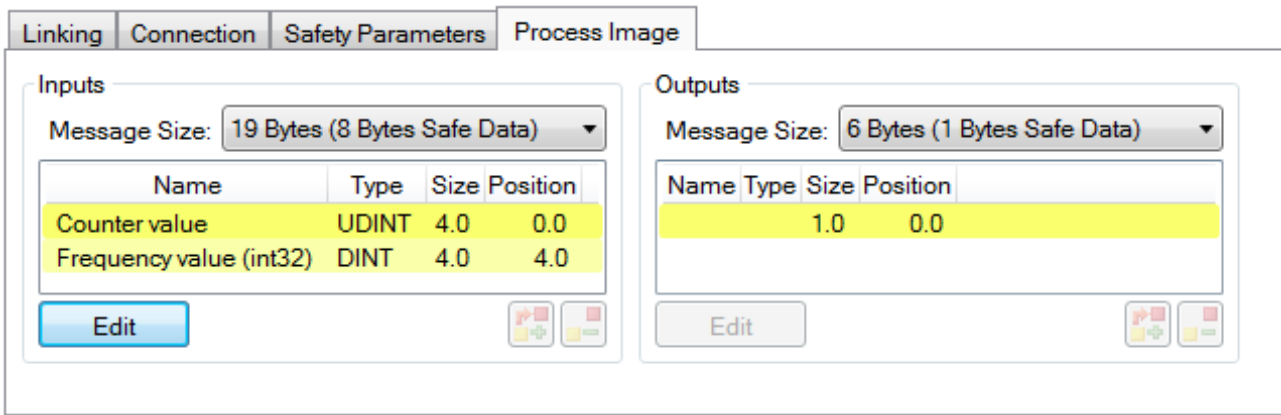 Linking Connection Safety Parameters Process Image
Inputs
Message Size: 19 Bytes (8 Bytes Safe Data)
Name Type Size Position
Counter value UDINT 4.0 0.0
Frequency value (int32) DINT 4.0 4.0
Edit
Outputs
Message Size: 6 Bytes (1 Bytes Safe Data)
Name Type Size Position
1.0 0.0
Edit